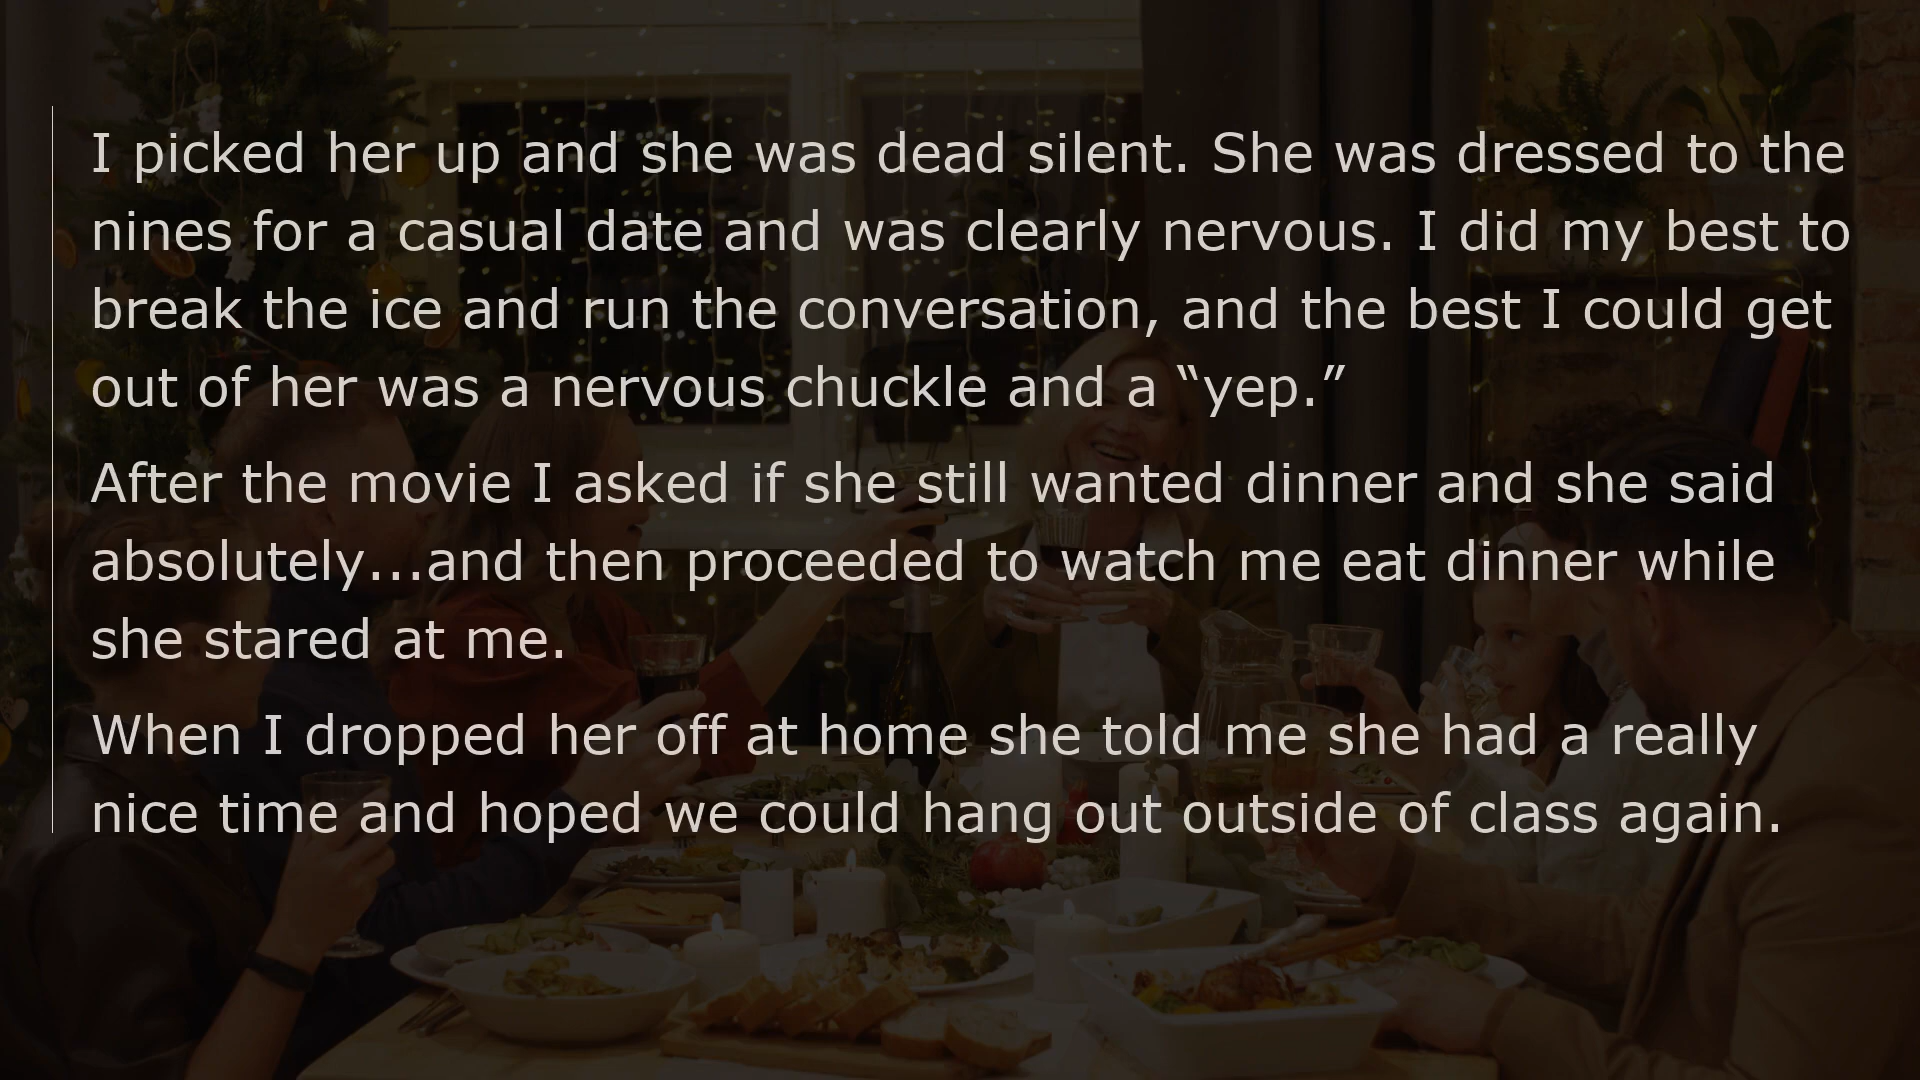 I picked her up and she was dead silent. She was dressed to the
nines for a casual date and was clearly nervous. I did my best to
break the ice and run the conversation, and the best I could get
out of her was a nervous chuckle and a “yep.”
After the movie I asked if she still wanted dinner and she said
absolutely...and then proceeded to watch me eat dinner while
she stared at me.
When I dropped her off at home she told me she had a really
nice time and hoped we could hang out outside of class again.